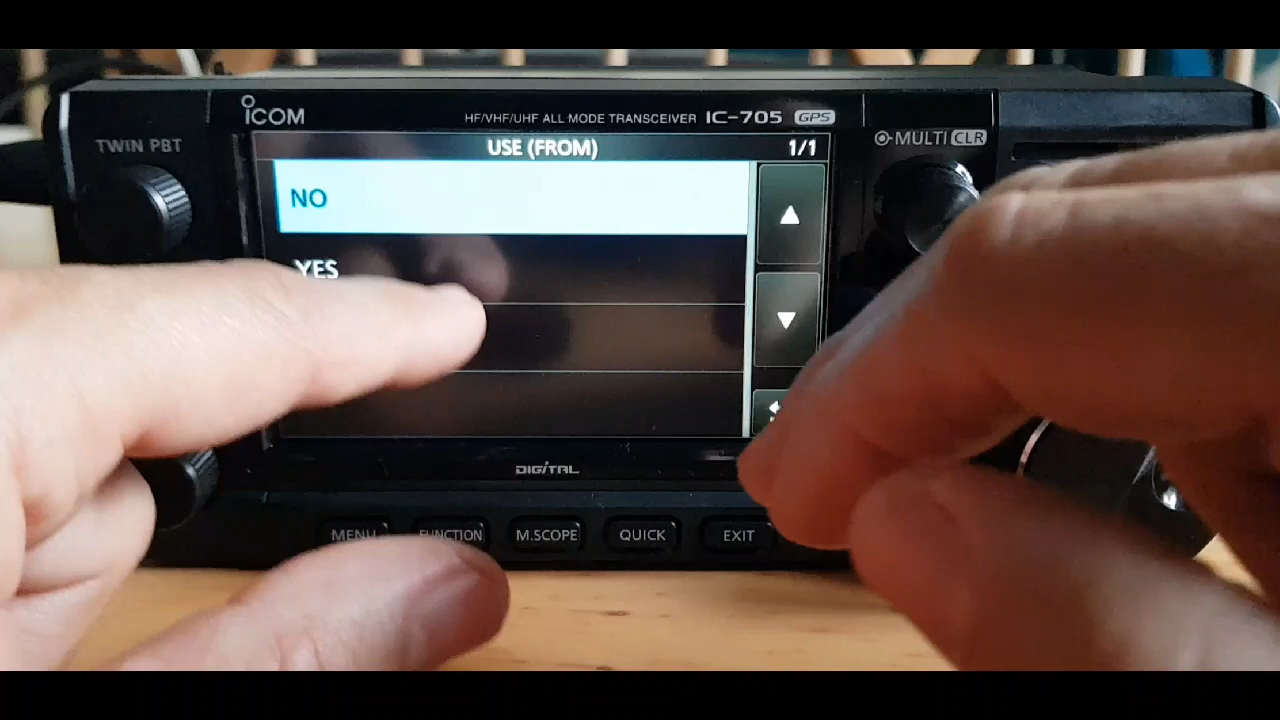 ICOM
HF/VHF/UHF ALL MODE TRANSCEIVER IC-705 GPS
TWIN PBT
MULTI CLR
USE (FROM) 1/1
NO
YES
DIGITAL
MENU FUNCTION M.SCOPE QUICK EXIT